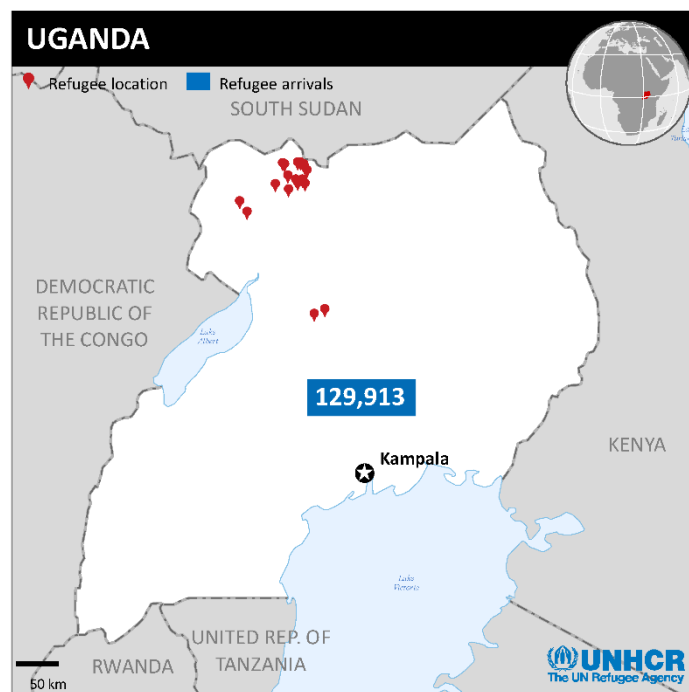 UGANDA
Refugee location
Refugee arrivals
SOUTH SUDAN
DEMOCRATIC
REPUBLIC OF
THE CONGO
Lake
Albert
129,913
Kampala
KENYA
Lake
Victoria
UNITED REP. OF
TANZANIA
RWANDA
50 km
UNHCR
The UN Refugee Agency